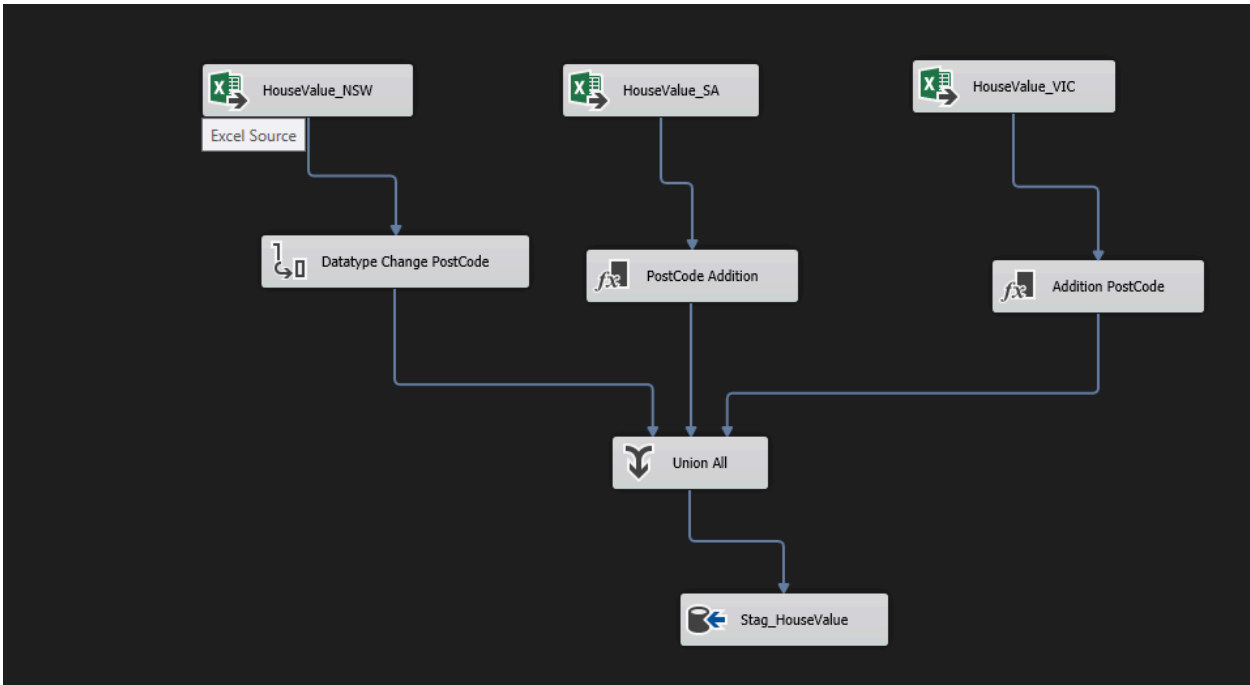 HouseValue_NSW
HouseValue_SA
HouseValue_VIC
Excel Source
Datatype Change PostCode
PostCode Addition
Addition PostCode
Union All
Stag_HouseValue